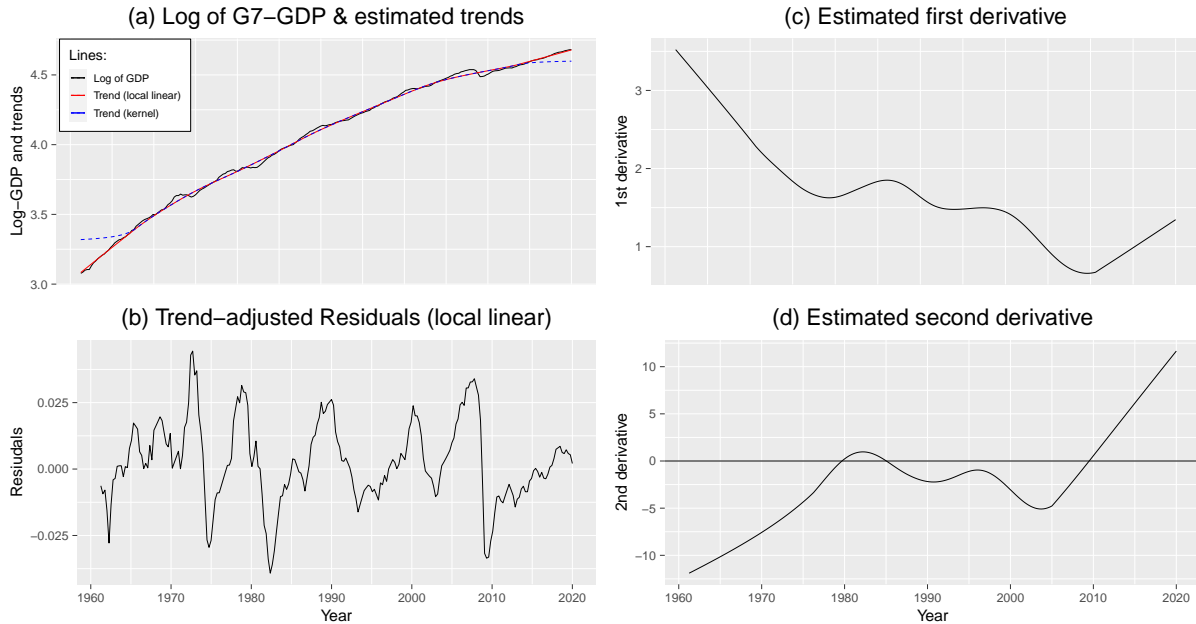 (a) Log of G7−GDP & estimated trends
Log−GDP and trends
4.5
4.0
3.5
3.0
Lines:
Log of GDP
Trend (local linear)
Trend (kernel)
(c) Estimated first derivative
1st derivative
3
2
1
(b) Trend−adjusted Residuals (local linear)
Resiudals
0.025
0.000
−0.025
1960 1970 1980 1990 2000 2010 2020
Year
(d) Estimated second derivative
2nd derivative
10
5
0
−5
−10
1960 1970 1980 1990 2000 2010 2020
Year